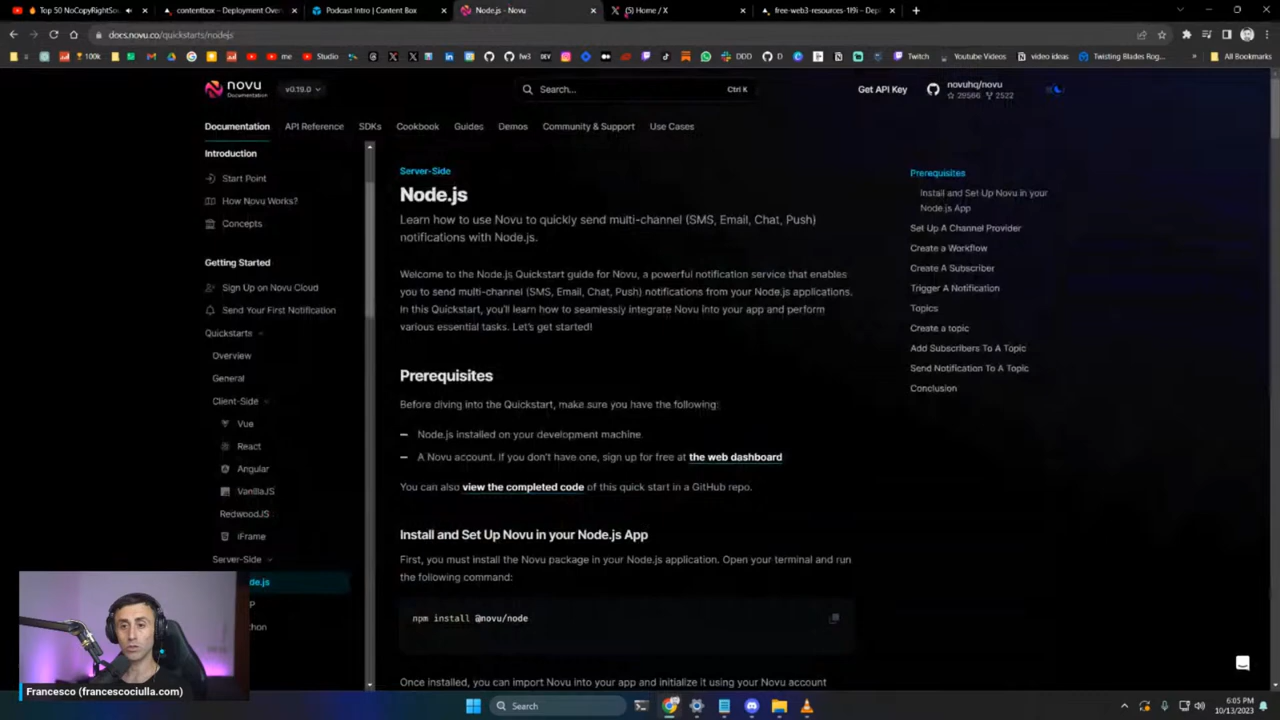 Top 50 NoCopyRightSou
contentbox – Deployment Overv
Podcast Intro | Content Box
Node.js - Novu
(5) Home / X
free-web3-resources-1f9i – Depl
docs.novu.co/quickstarts/nodejs
100k
me
Studio
fw3
DDD
D
Twitch
Youtube Videos
video ideas
Twisting Blades Rog...
All Bookmarks
novu
Documentation
v0.19.0
Search...
Ctrl K
Get API Key
novuhq/novu
29566 2522
Documentation
API Reference
SDKs
Cookbook
Guides
Demos
Community & Support
Use Cases
Introduction
Start Point
How Novu Works?
Concepts
Getting Started
Sign Up on Novu Cloud
Send Your First Notification
Quickstarts
Overview
General
Client-Side
Vue
React
Angular
VanillaJS
RedwoodJS
iFrame
Server-Side
de.js
P
hon
Server-Side
Node.js
Learn how to use Novu to quickly send multi-channel (SMS, Email, Chat, Push)
notifications with Node.js.
Welcome to the Node.js Quickstart guide for Novu, a powerful notification service that enables
you to send multi-channel (SMS, Email, Chat, Push) notifications from your Node.js applications.
In this Quickstart, you'll learn how to seamlessly integrate Novu into your app and perform
various essential tasks. Let's get started!
Prerequisites
Before diving into the Quickstart, make sure you have the following:
– Node.js installed on your development machine.
– A Novu account. If you don't have one, sign up for free at the web dashboard
You can also view the completed code of this quick start in a GitHub repo.
Install and Set Up Novu in your Node.js App
First, you must install the Novu package in your Node.js application. Open your terminal and run
the following command:
npm install @novu/node
Once installed, you can import Novu into your app and initialize it using your Novu account
Prerequisites
Install and Set Up Novu in your
Node.js App
Set Up A Channel Provider
Create a Workflow
Create A Subscriber
Trigger A Notification
Topics
Create a topic
Add Subscribers To A Topic
Send Notification To A Topic
Conclusion
Francesco (francescociulla.com)
Search
6:05 PM
10/13/2023